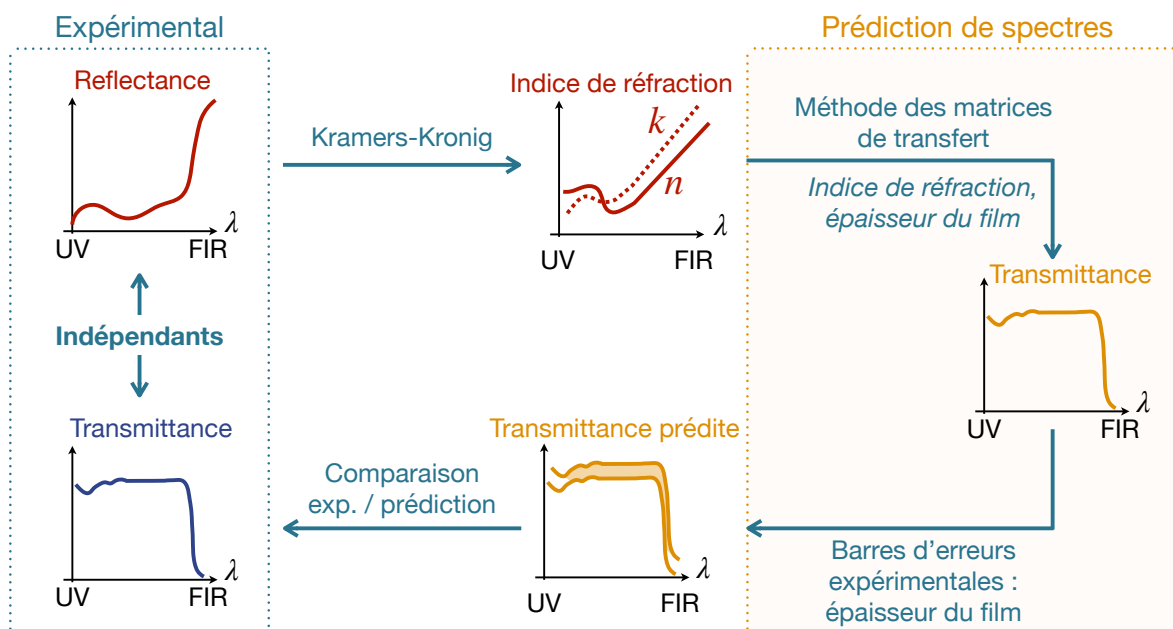 Expérimental
Prédiction de spectres
Reflectance
λ
UV
FIR
Kramers-Kronig
Indice de réfraction
k
n
λ
UV
FIR
Méthode des matrices
de transfert
Indice de réfraction,
épaisseur du film
Transmittance
λ
UV
FIR
Indépendants
Transmittance
λ
UV
FIR
Comparaison
exp. / prédiction
Transmittance prédite
λ
UV
FIR
Barres d’erreurs
expérimentales :
épaisseur du film